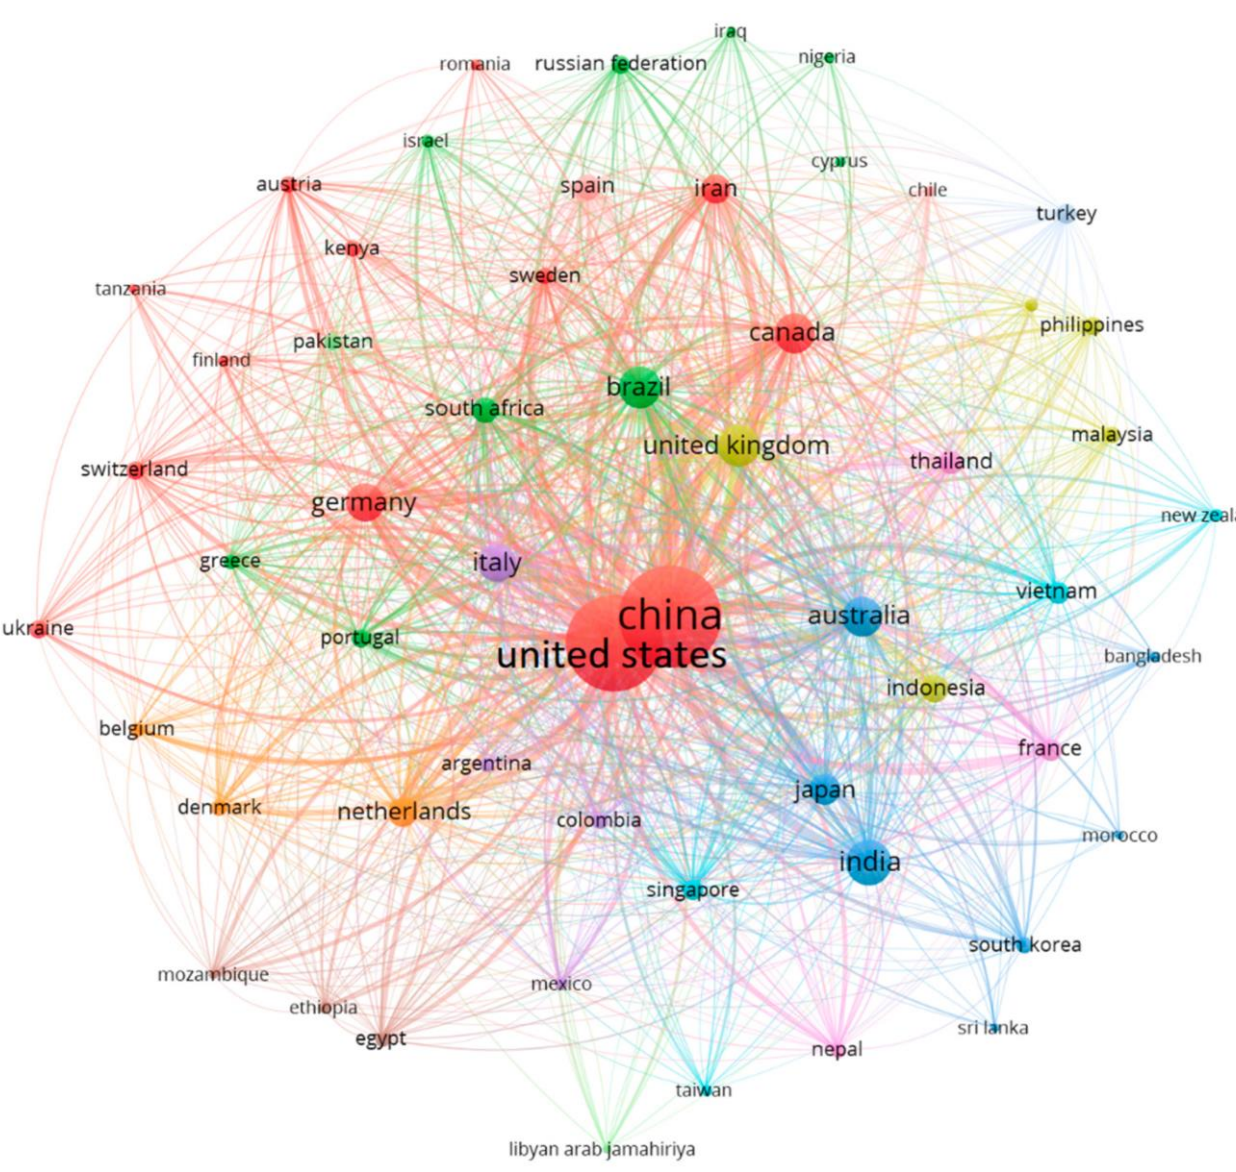 iraq
romania
russian federation
nigeria
israel
cyprus
austria
spain
iran
chile
turkey
kenya
sweden
tanzania
philippines
canada
pakistan
finland
brazil
south africa
malaysia
united kingdom
thailand
switzerland
germany
new zeal
greece
italy
vietnam
china
australia
ukraine
portugal
united states
bangladesh
indonesia
belgium
france
argentina
japan
denmark
netherlands
colombia
morocco
india
singapore
south korea
mozambique
mexico
ethiopia
sri lanka
egypt
nepal
taiwan
libyan arab jamahiriya